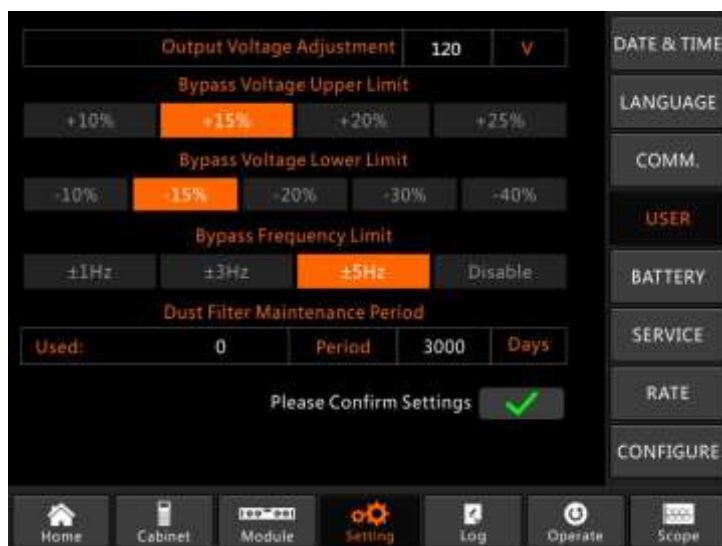 Output Voltage Adjustment 120 V
Bypass Voltage Upper Limit
+10% +15% +20% +25%
Bypass Voltage Lower Limit
-10% -15% -20% -30% -40%
Bypass Frequency Limit
±1Hz ±3Hz ±5Hz Disable
Dust Filter Maintenance Period
Used: 0 Period 3000 Days
Please Confirm Settings
DATE & TIME
LANGUAGE
COMM.
USER
BATTERY
SERVICE
RATE
CONFIGURE
Home Cabinet Module Setting Log Operate Scope